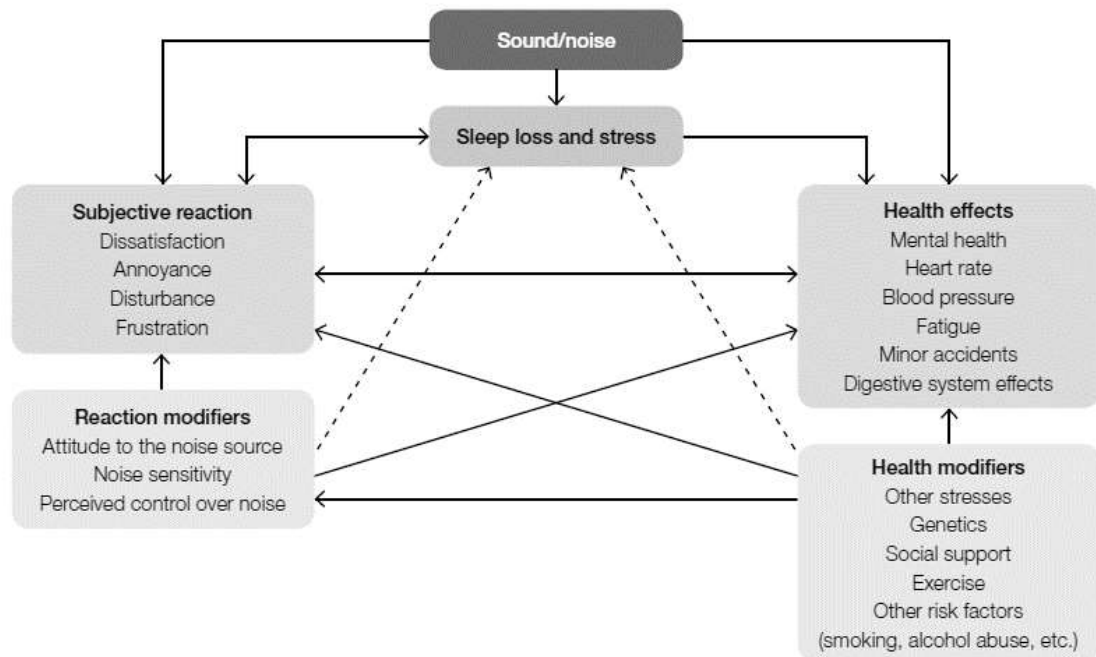 Sound/noise
Sleep loss and stress
Subjective reaction
Dissatisfaction
Annoyance
Disturbance
Frustration
Health effects
Mental health
Heart rate
Blood pressure
Fatigue
Minor accidents
Digestive system effects
Reaction modifiers
Attitude to the noise source
Noise sensitivity
Perceived control over noise
Health modifiers
Other stresses
Genetics
Social support
Exercise
Other risk factors
(smoking, alcohol abuse, etc.)